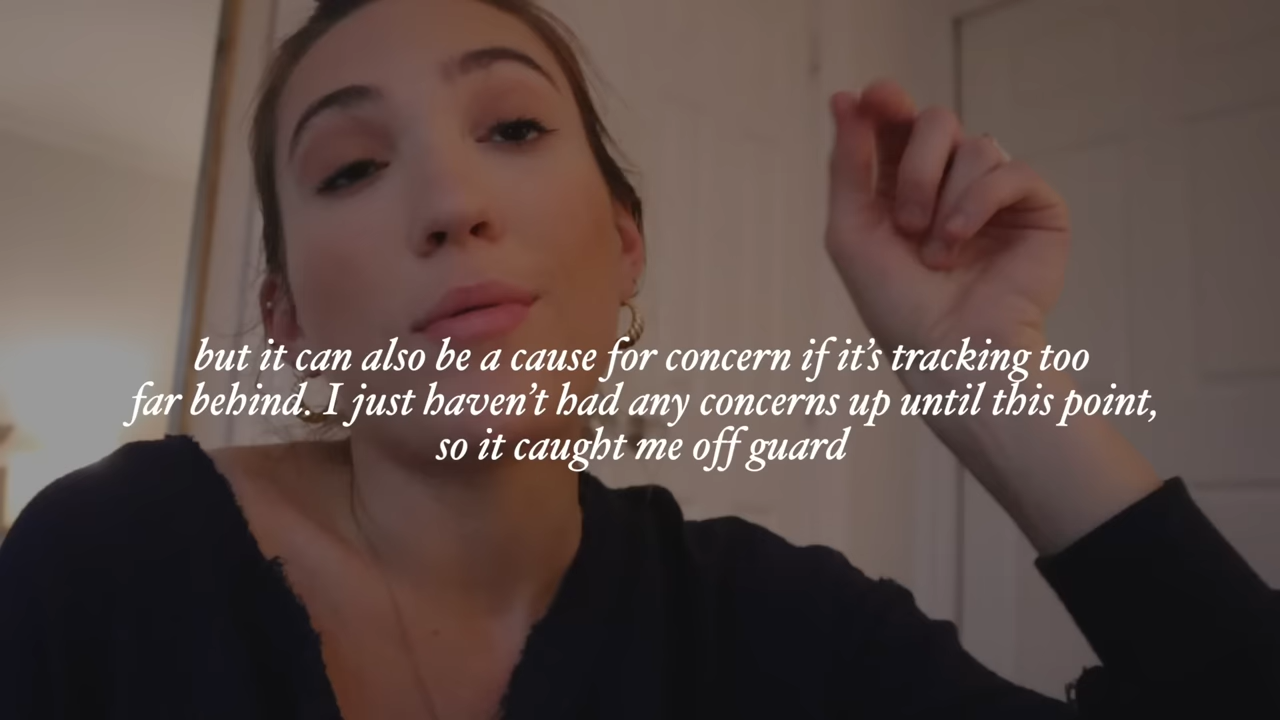 but it can also be a cause for concern if it’s tracking too
far behind. I just haven’t had any concerns up until this point,
so it caught me off guard